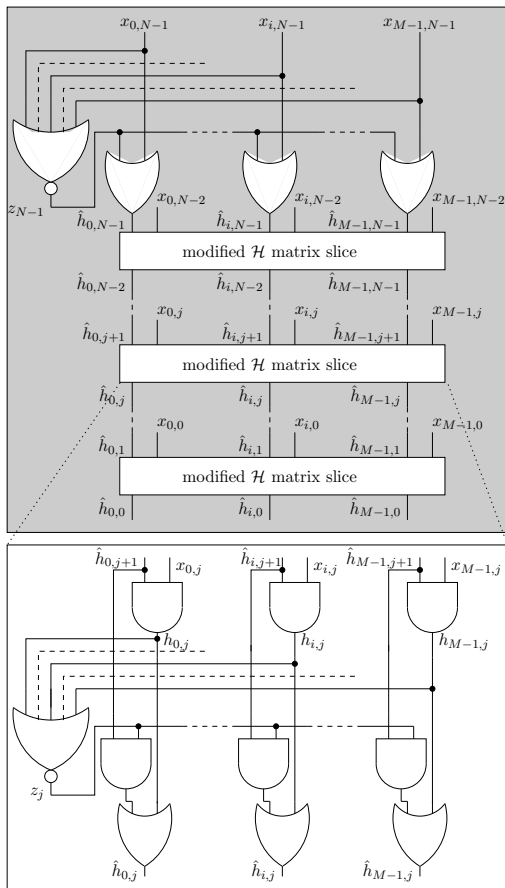 x_{0,N−1} x_{i,N−1} x_{M−1,N−1}
z_{N−1} x_{0,N−2} x_{i,N−2} x_{M−1,N−2}
ĥ_{0,N−1} ĥ_{i,N−1} ĥ_{M−1,N−1}
modified ℋ matrix slice
ĥ_{0,N−2} ĥ_{i,N−2} ĥ_{M−1,N−1}
x_{0,j} x_{i,j} x_{M−1,j}
ĥ_{0,j+1} ĥ_{i,j+1} ĥ_{M−1,j+1}
modified ℋ matrix slice
ĥ_{0,j} ĥ_{i,j} ĥ_{M−1,j}
x_{0,0} x_{i,0} x_{M−1,0}
ĥ_{0,1} ĥ_{i,1} ĥ_{M−1,1}
modified ℋ matrix slice
ĥ_{0,0} ĥ_{i,0} ĥ_{M−1,0}
ĥ_{0,j+1} ĥ_{i,j+1} ĥ_{M−1,j+1}
x_{0,j} x_{i,j} x_{M−1,j}
h_{0,j} h_{i,j} h_{M−1,j}
z_j
ĥ_{0,j} ĥ_{i,j} ĥ_{M−1,j}